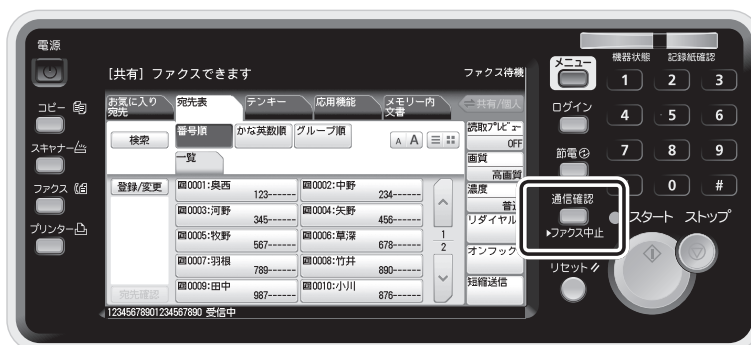 電源
コピー
スキャナー
ファクス
プリンター
[共有] ファクスできます
ファクス待機
お気に入り宛先
宛先表
テンキー
応用機能
メモリー内文書
共有/個人
検索
番号順
かな英数順
グループ順
A A
一覧
登録/変更
0001:奥西
123------
0002:中野
234------
0003:河野
345------
0004:矢野
456------
0005:牧野
567------
0006:草深
678------
0007:羽根
789------
0008:竹井
890------
0009:田中
987------
0010:小川
876------
1
2
宛先確認
読取プレビュー
OFF
画質
高画質
濃度
普通
リダイヤル
オンフック
短縮送信
12345678901234567890 受信中
メニュー
ログイン
節電
通信確認
▶ファクス中止
リセット
機器状態
記録紙確認
1 2 3
4 5 6
7 8 9
0 #
スタート
ストップ